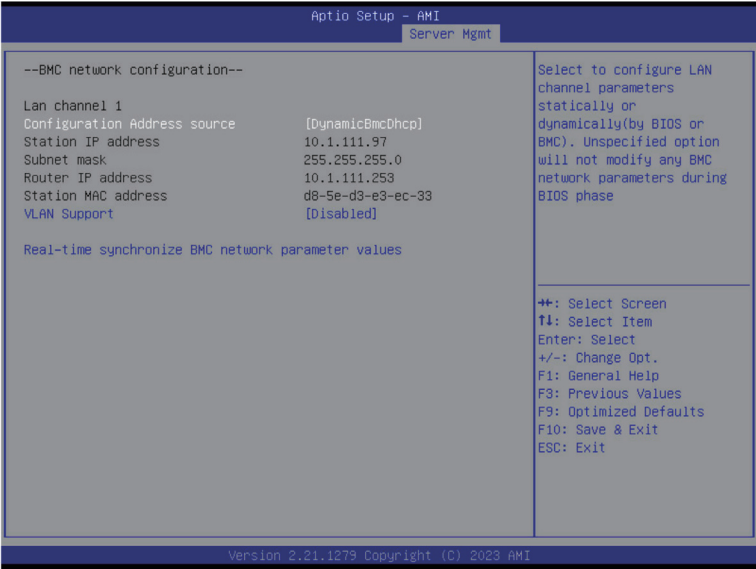 Aptio Setup – AMI
Server Mgmt
--BMC network configuration--
Lan channel 1
Configuration Address source [DynamicBmcDhcp]
Station IP address 10.1.111.97
Subnet mask 255.255.255.0
Router IP address 10.1.111.253
Station MAC address d8-5e-d3-e3-ec-33
VLAN Support [Disabled]
Real-time synchronize BMC network parameter values
Select to configure LAN
channel parameters
statically or
dynamically(by BIOS or
BMC). Unspecified option
will not modify any BMC
network parameters during
BIOS phase
→←: Select Screen
↑↓: Select Item
Enter: Select
+/-: Change Opt.
F1: General Help
F3: Previous Values
F9: Optimized Defaults
F10: Save & Exit
ESC: Exit
Version 2.21.1279 Copyright (C) 2023 AMI